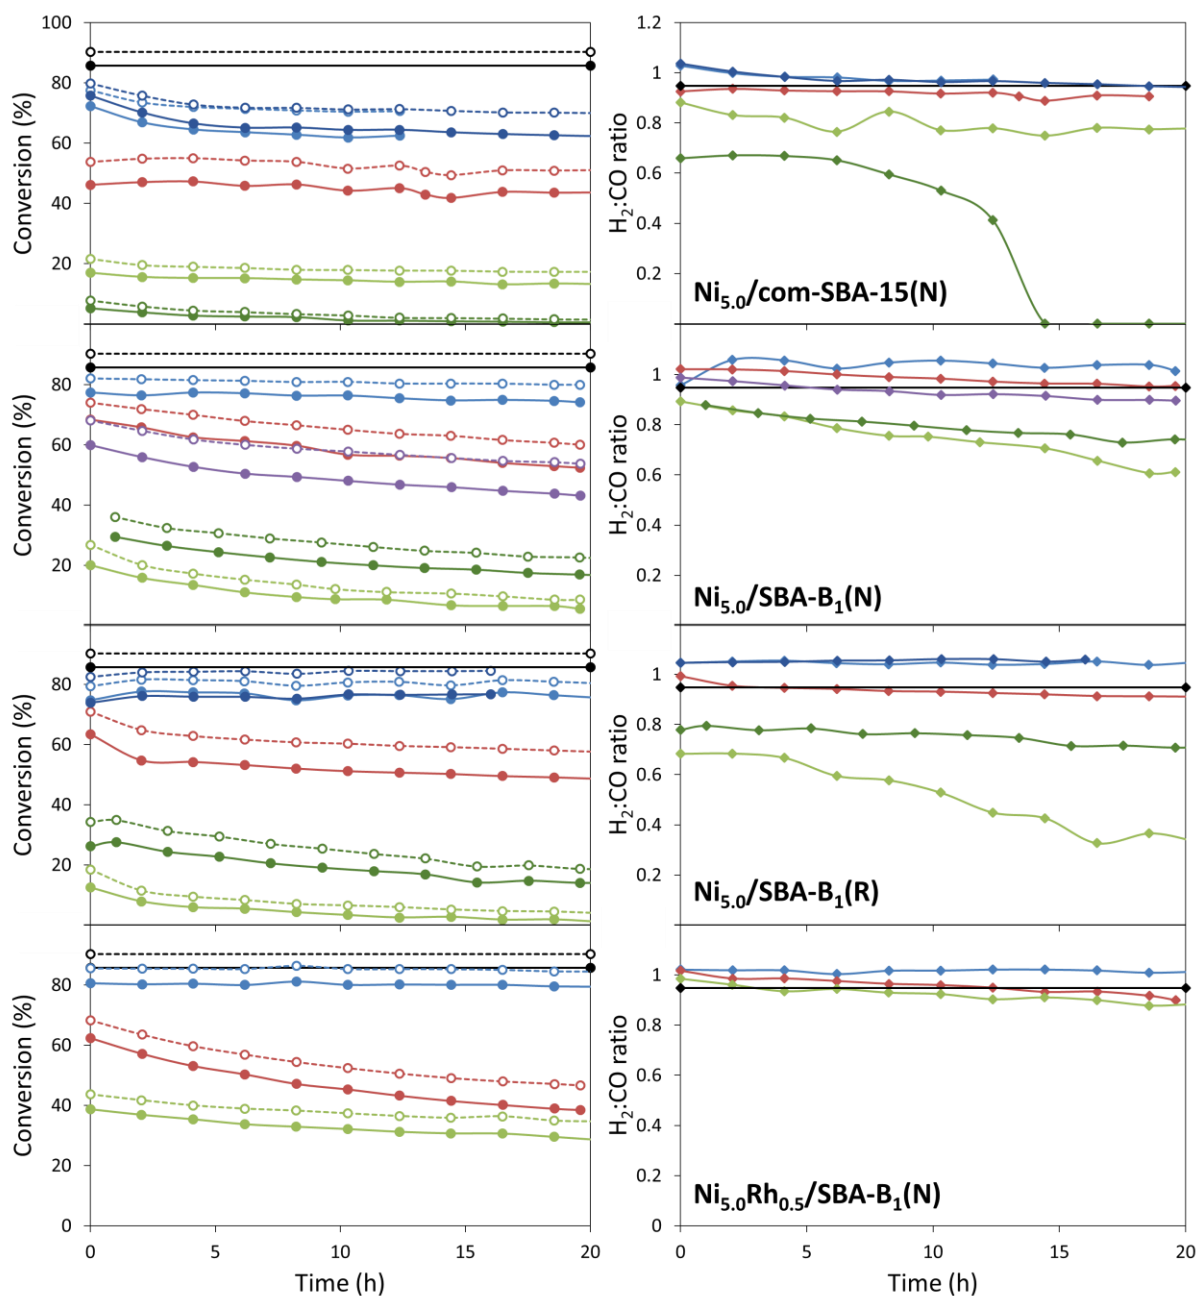 100
80
60
40
20
Conversion (%)
1.2
1
0.8
0.6
0.4
0.2
H₂:CO ratio
Ni₅.₀/com-SBA-15(N)
80
60
40
20
Conversion (%)
1
0.8
0.6
0.4
0.2
H₂:CO ratio
Ni₅.₀/SBA-B₁(N)
80
60
40
20
Conversion (%)
1
0.8
0.6
0.4
0.2
H₂:CO ratio
Ni₅.₀/SBA-B₁(R)
80
60
40
20
0
Conversion (%)
0 5 10 15 20
Time (h)
1
0.8
0.6
0.4
0.2
0
H₂:CO ratio
Ni₅.₀Rh₀.₅/SBA-B₁(N)
0 5 10 15 20
Time (h)